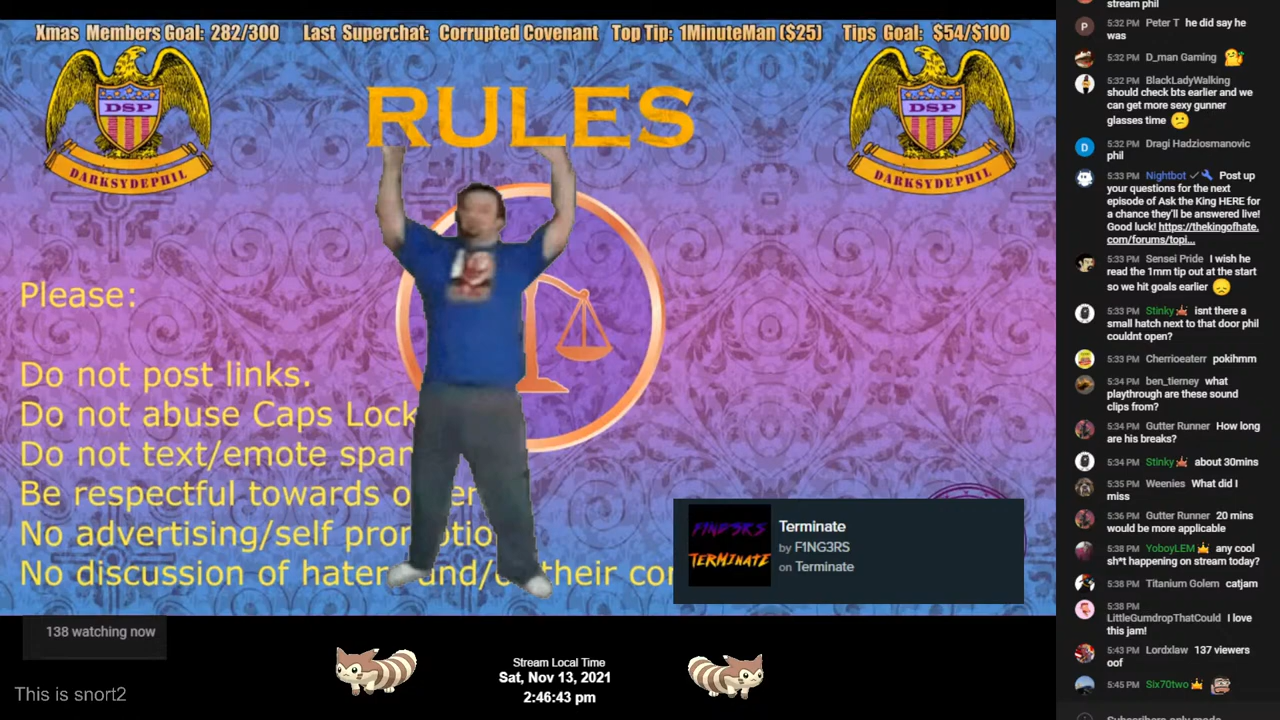 Xmas Members Goal: 282/300 Last Superchat: Corrupted Covenant Top Tip: 1MinuteMan ($25) Tips Goal: $54/$100
DSP
DARKSYDEPHIL
RULES
DSP
DARKSYDEPHIL
Please:
Do not post links.
Do not abuse Caps Lock
Do not text/emote spam
Be respectful towards
No advertising/self
No discussion of their
F1NG3RS
TERMINATE
Terminate
by F1NG3RS
on Terminate
138 watching now
This is snort2
Stream Local Time
Sat, Nov 13, 2021
2:46:43 pm
stream phil
5:32 PM Peter T he did say he
was
5:32 PM D_man Gaming
5:32 PM BlackLadyWalking
should check bts earlier and we
can get more sexy gunner
glasses time
5:32 PM Dragi Hadziosmanovic
phil
5:33 PM Nightbot Post up
your questions for the next
episode of Ask the King HERE for
a chance they'll be answered live!
Good luck! https://thekingofhate.
com/forums/topi...
5:33 PM Sensei Pride I wish he
read the 1mm tip out at the start
so we hit goals earlier
5:33 PM Stinky isnt there a
small hatch next to that door phil
couldnt open?
5:33 PM Cherrioeaterr pokihmm
5:34 PM ben_tierney what
playthrough are these sound
clips from?
5:34 PM Gutter Runner How long
are his breaks?
5:34 PM Stinky about 30mins
5:35 PM Weenies What did I
miss
5:36 PM Gutter Runner 20 mins
would be more applicable
5:38 PM YoboyLEM any cool
sh*t happening on stream today?
5:38 PM Titanium Golem catjam
5:38 PM
LittleGumdropThatCould I love
this jam!
5:43 PM Lordxlaw 137 viewers
oof
5:45 PM Six70two
Subscribers-only mode